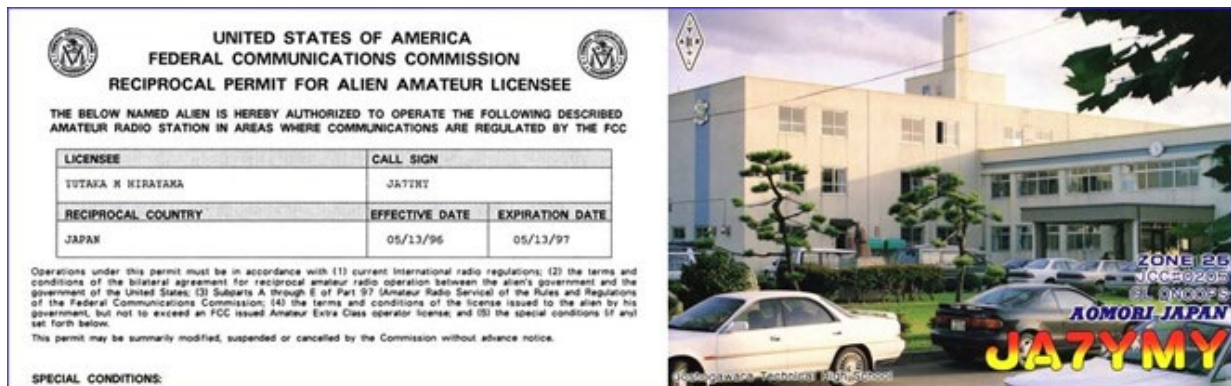 UNITED STATES OF AMERICA
FEDERAL COMMUNICATIONS COMMISSION
RECIPROCAL PERMIT FOR ALIEN AMATEUR LICENSEE
THE BELOW NAMED ALIEN IS HEREBY AUTHORIZED TO OPERATE THE FOLLOWING DESCRIBED
AMATEUR RADIO STATION IN AREAS WHERE COMMUNICATIONS ARE REGULATED BY THE FCC
LICENSEE CALL SIGN
YUTAKA M HIRAYAMA JA7YMY
RECIPROCAL COUNTRY EFFECTIVE DATE EXPIRATION DATE
JAPAN 05/13/96 05/13/97
Operations under this permit must be in accordance with (1) current International radio regulations; (2) the terms and
conditions of the bilateral agreement for reciprocal amateur radio operation between the alien's government and the
government of the United States; (3) Subparts A through E of Part 97 (Amateur Radio Service) of the Rules and Regulations
of the Federal Communications Commission; (4) the terms and conditions of the license issued to the alien by his
government, but not to exceed an FCC issued Amateur Extra Class operator license; and (5) the special conditions (if any)
set forth below.
This permit may be summarily modified, suspended or cancelled by the Commission without advance notice.
SPECIAL CONDITIONS:
S
ZONE 25
AOMORI JAPAN
JA7YMY
Technical High School